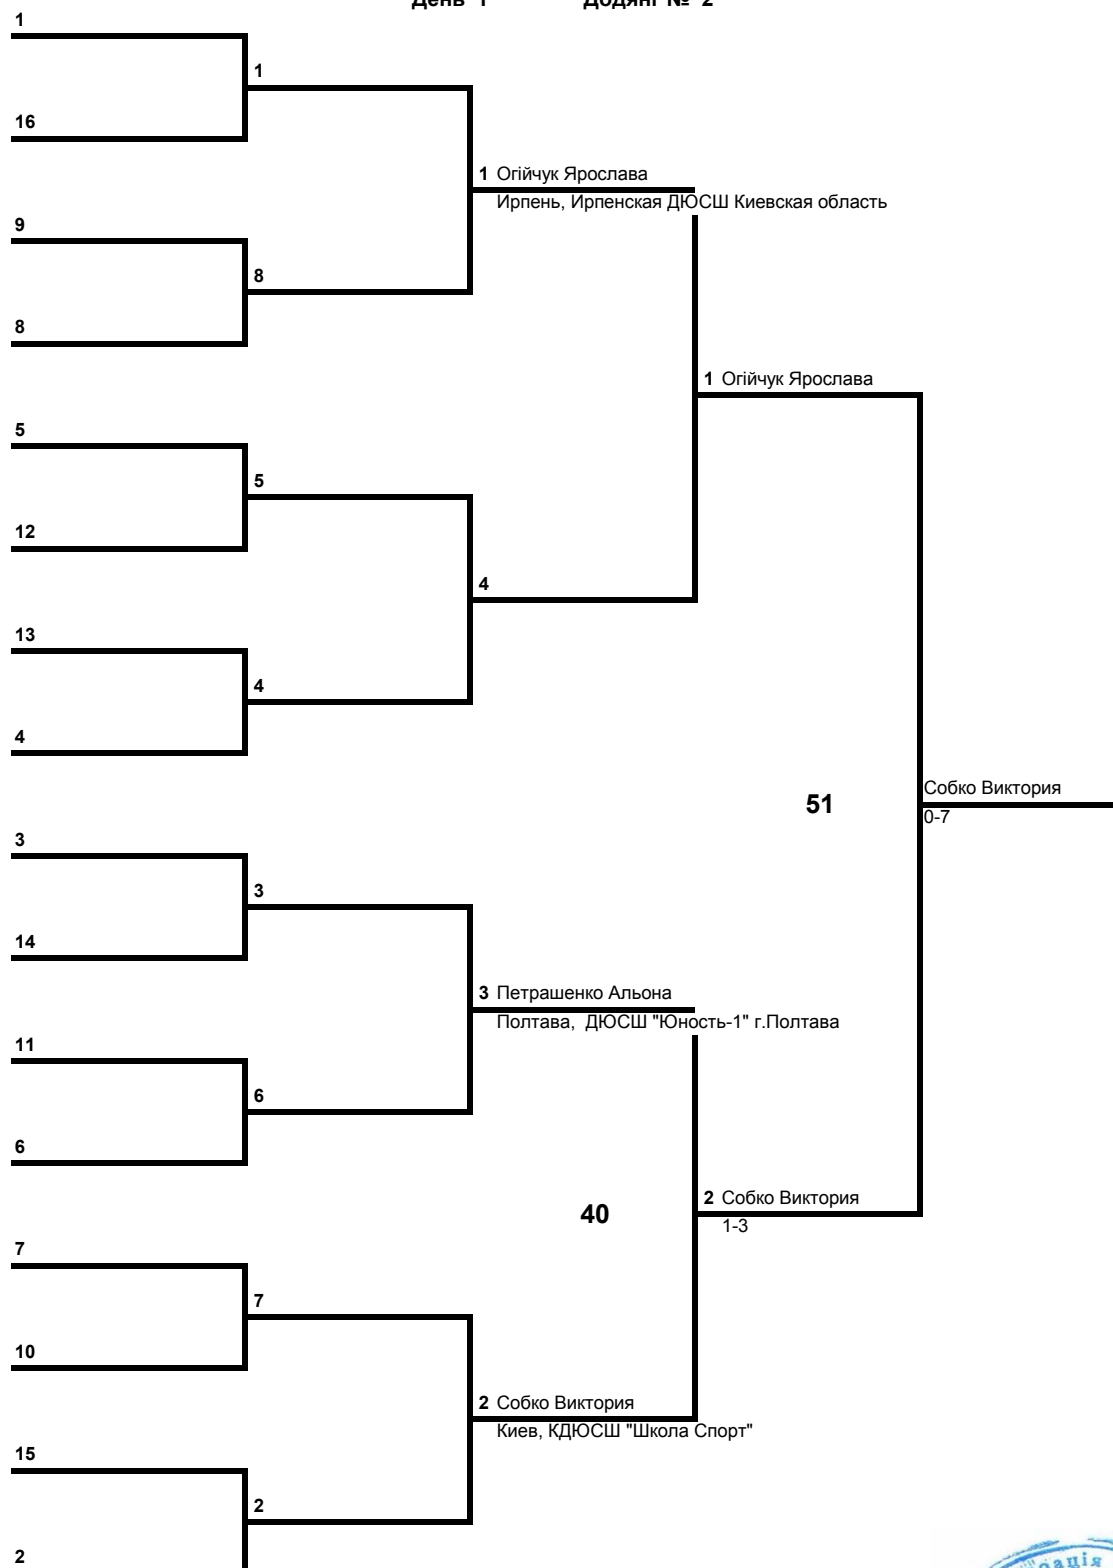 День 1 Додянг № 2
1
1
16
1 Огійчук Ярослава
Ирпень, Ирпенская ДЮСШ Киевская область
9
8
8
1 Огійчук Ярослава
5
5
12
4
13
4
4
Собко Виктория
51
0-7
3
3
14
3 Петрашенко Альона
Полтава, ДЮСШ "Юность-1" г.Полтава
11
6
6
2 Собко Виктория
40
1-3
7
7
10
2 Собко Виктория
Киев, КДЮСШ "Школа Спорт"
15
2
2